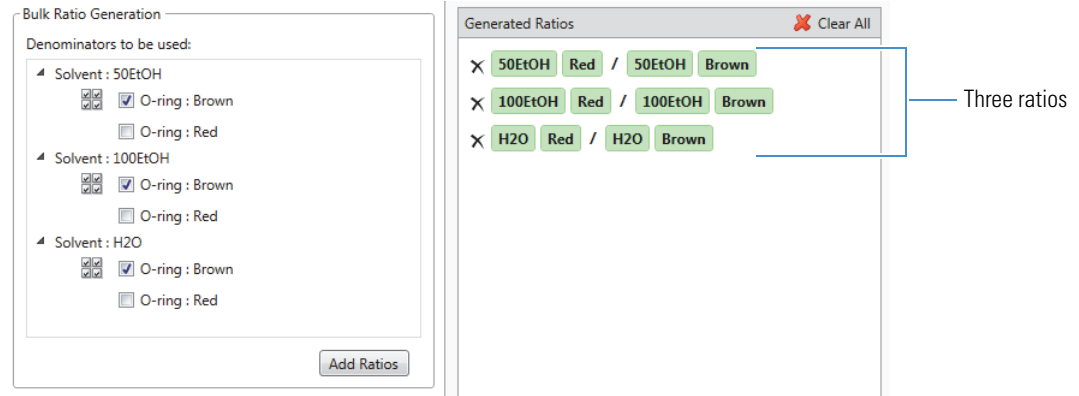 Bulk Ratio Generation
Denominators to be used:
Solvent : 50EtOH
O-ring : Brown
O-ring : Red
Solvent : 100EtOH
O-ring : Brown
O-ring : Red
Solvent : H2O
O-ring : Brown
O-ring : Red
Add Ratios
Generated Ratios
Clear All
50EtOH Red / 50EtOH Brown
100EtOH Red / 100EtOH Brown
H2O Red / H2O Brown
Three ratios